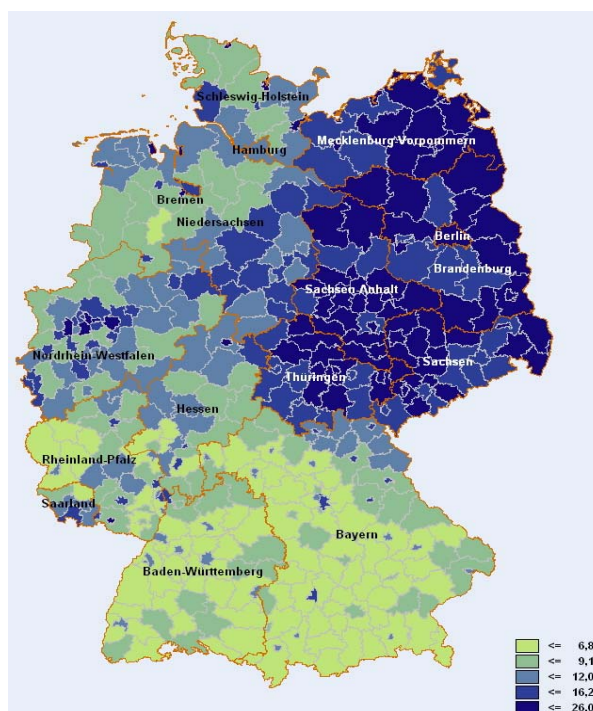 Schleswig-Holstein
Mecklenburg-Vorpommern
Hamburg
Bremen
Niedersachsen
Berlin
Brandenburg
Sachsen-Anhalt
Nordrhein-Westfalen
Sachsen
Thüringen
Hessen
Rheinland-Pfalz
Saarland
Bayern
Baden-Württemberg
<= 6,8
<= 9,1
<= 12,0
<= 16,2
<= 26,0